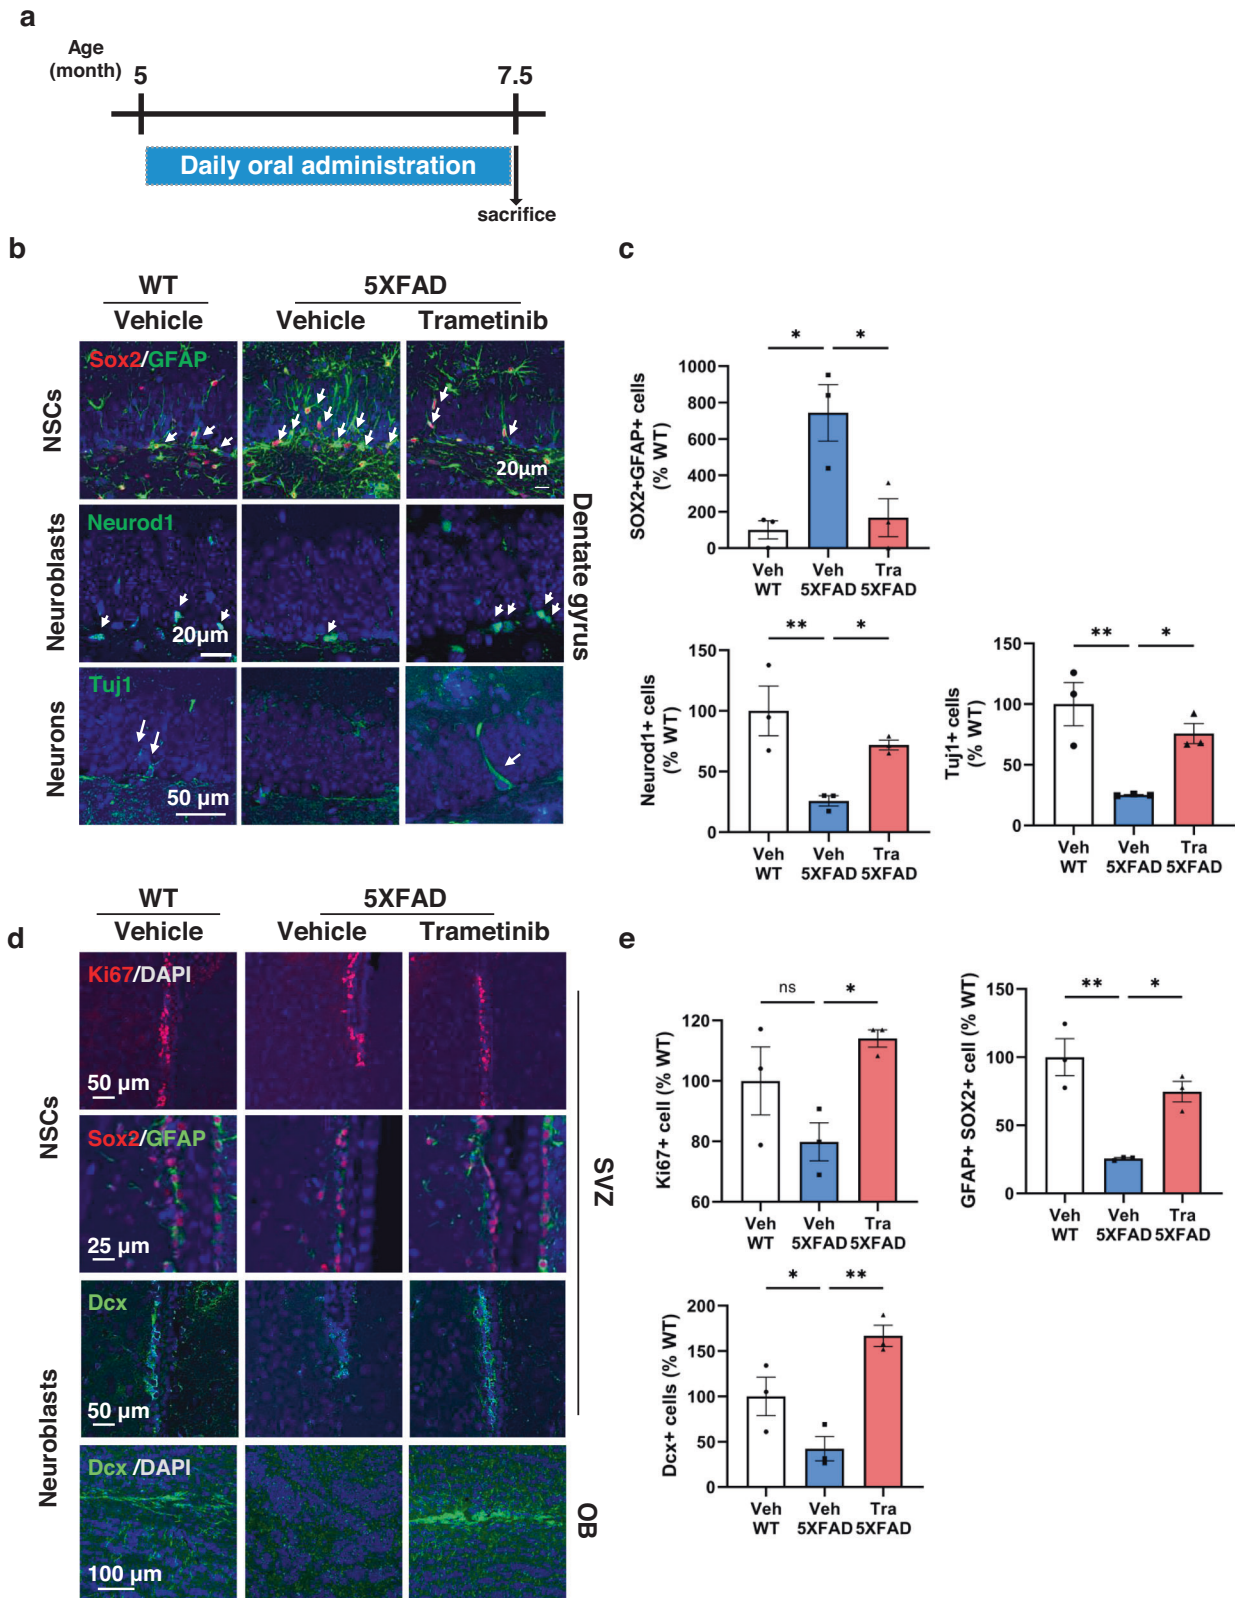 a
Age
(month)
5
7.5
Daily oral administration
sacrifice
b
WT
5XFAD
Vehicle
Vehicle
Trametinib
NSCs
Sox2/GFAP
20μm
Neuroblasts
Neurod1
20μm
Neurons
Tuj1
50 μm
Dentate gyrus
c
SOX2+GFAP+ cells
(% WT)
1000
800
600
400
200
0
*
*
Veh
WT
Veh
5XFAD
Tra
5XFAD
Neurod1+ cells
(% WT)
150
100
50
0
**
*
Veh
WT
Veh
5XFAD
Tra
5XFAD
Tuj1+ cells
(% WT)
150
100
50
0
**
*
Veh
WT
Veh
5XFAD
Tra
5XFAD
d
WT
5XFAD
Vehicle
Vehicle
Trametinib
NSCs
Ki67/DAPI
50 μm
Sox2/GFAP
25 μm
Neuroblasts
Dcx
50 μm
Dcx /DAPI
100 μm
SVZ
OB
e
Ki67+ cell (% WT)
120
100
80
60
ns
*
Veh
WT
Veh
5XFAD
Tra
5XFAD
GFAP+ SOX2+ cell (% WT)
150
100
50
0
**
*
Veh
WT
Veh
5XFAD
Tra
5XFAD
Dcx+ cells (% WT)
200
150
100
50
0
*
**
Veh
WT
Veh
5XFAD
Tra
5XFAD